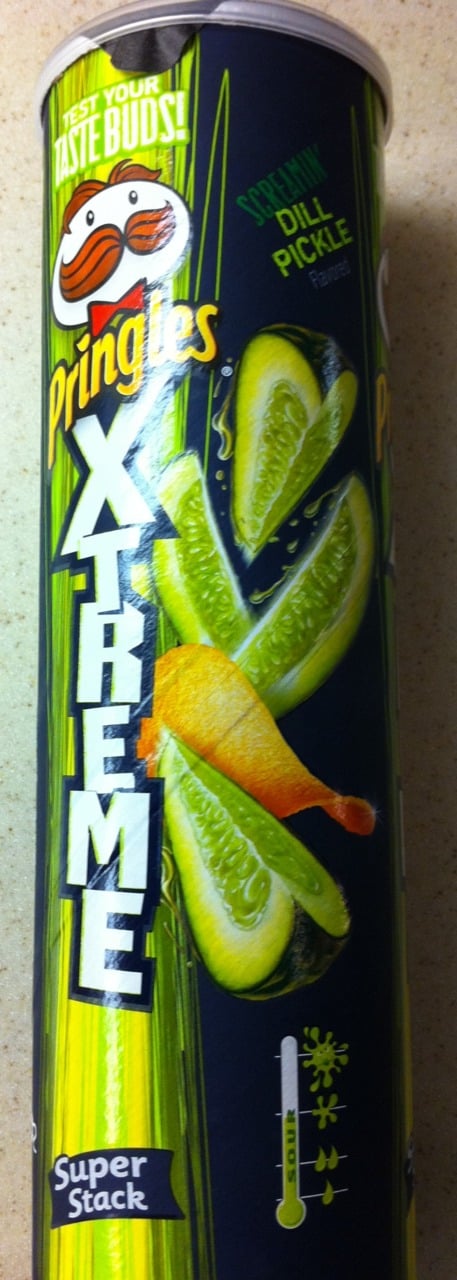 TEST YOUR
TASTE BUDS!
Pringles
®
XTREME
SCREAMIN'
DILL
PICKLE
Flavored
SOUR
Super
Stack